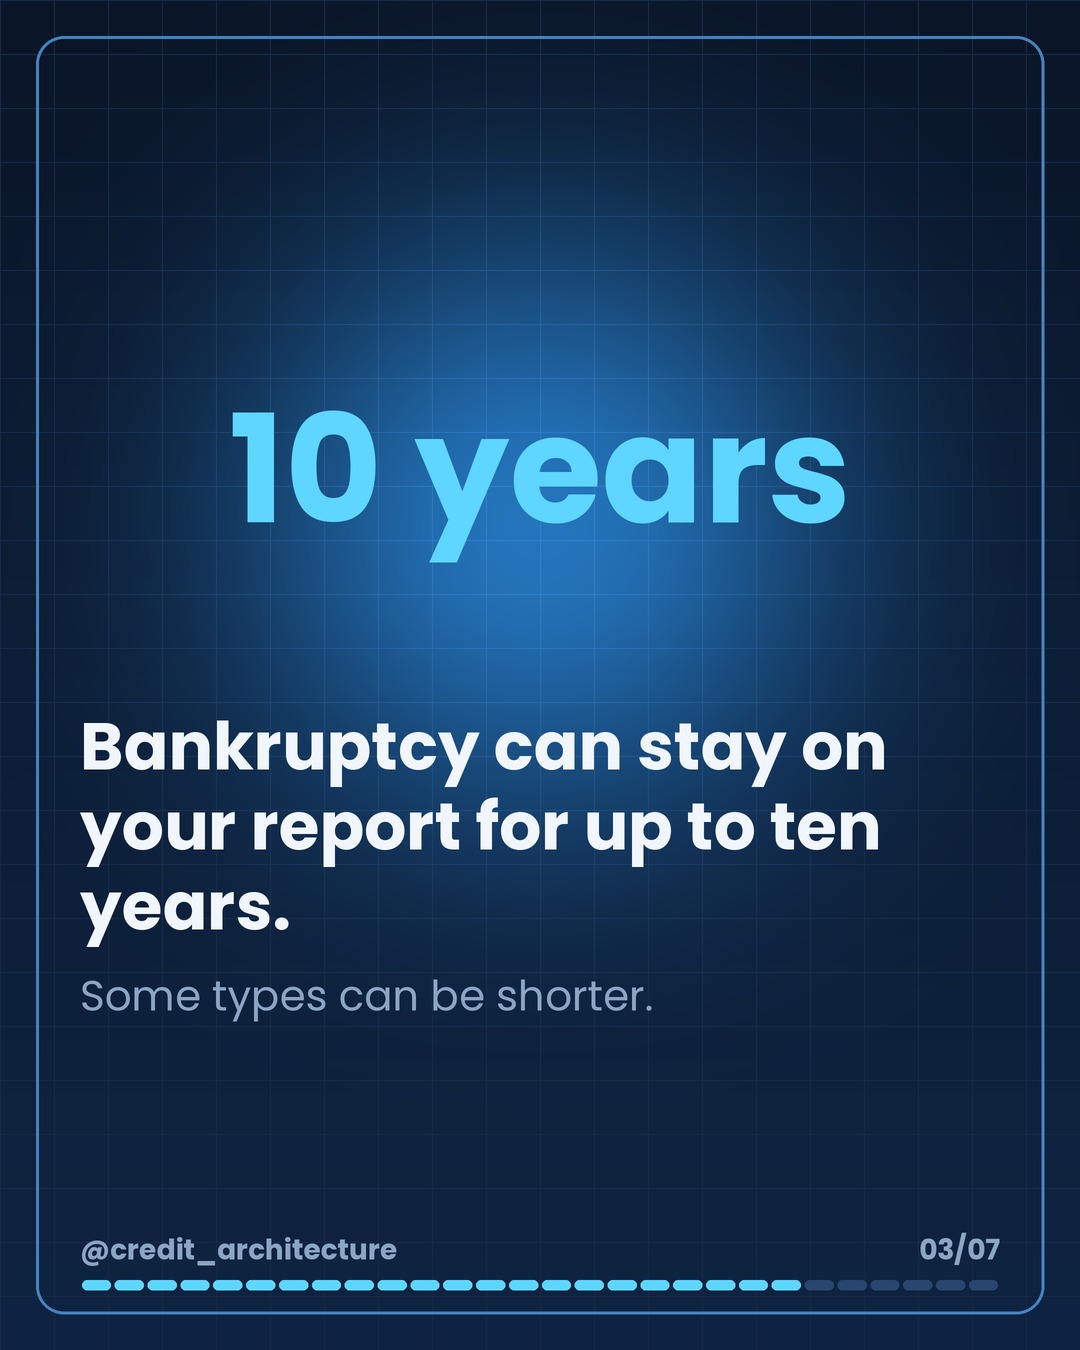 10 years
Bankruptcy can stay on
your report for up to ten
years.
Some types can be shorter.
@credit_architecture
03/07